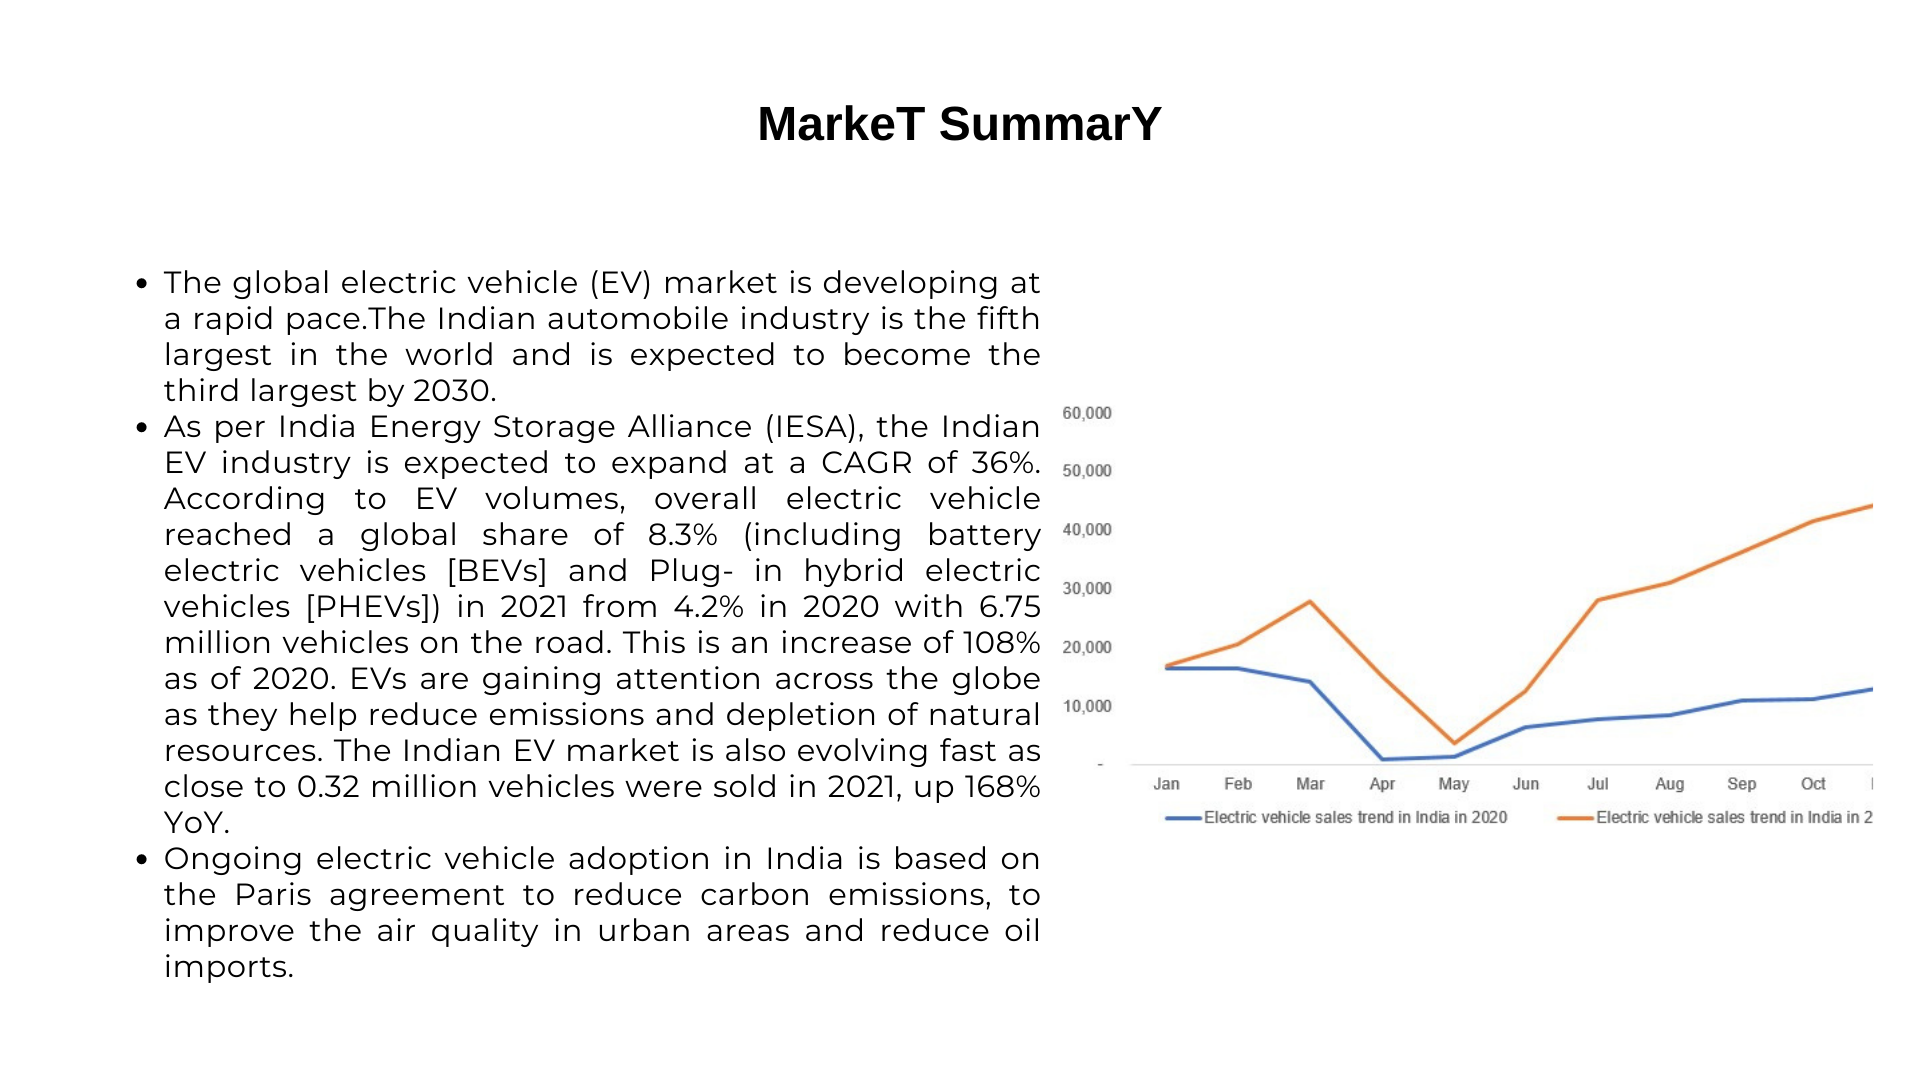 MarkeT SummarY
• The global electric vehicle (EV) market is developing at
a rapid pace.The Indian automobile industry is the fifth
largest in the world and is expected to become the
third largest by 2030.
• As per India Energy Storage Alliance (IESA), the Indian
EV industry is expected to expand at a CAGR of 36%.
According to EV volumes, overall electric vehicle
reached a global share of 8.3% (including battery
electric vehicles [BEVs] and Plug- in hybrid electric
vehicles [PHEVs]) in 2021 from 4.2% in 2020 with 6.75
million vehicles on the road. This is an increase of 108%
as of 2020. EVs are gaining attention across the globe
as they help reduce emissions and depletion of natural
resources. The Indian EV market is also evolving fast as
close to 0.32 million vehicles were sold in 2021, up 168%
YoY.
• Ongoing electric vehicle adoption in India is based on
the Paris agreement to reduce carbon emissions, to
improve the air quality in urban areas and reduce oil
imports.
60,000
50,000
40,000
30,000
20,000
10,000
-
Jan Feb Mar Apr May Jun Jul Aug Sep Oct
Electric vehicle sales trend in India in 2020 Electric vehicle sales trend in India in 2